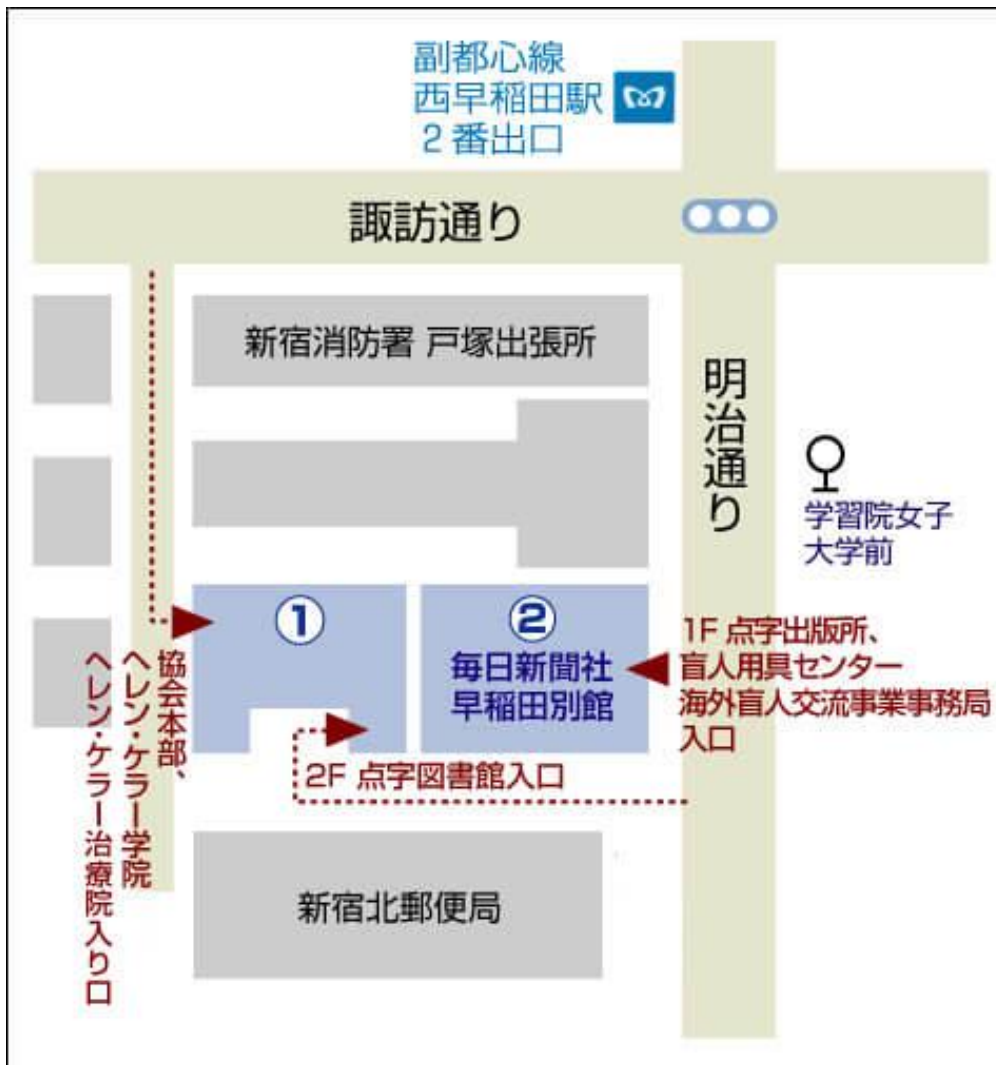 副都心線
西早稲田駅
２番出口
諏訪通り
新宿消防署 戸塚出張所
明治通り
学習院女子
大学前
①
②
毎日新聞社
早稲田別館
1F 点字出版所、
盲人用具センター
海外盲人交流事業事務局
入口
協会本部、
ヘレン・ケラー学院
ヘレン・ケラー治療院入り口
2F 点字図書館入口
新宿北郵便局